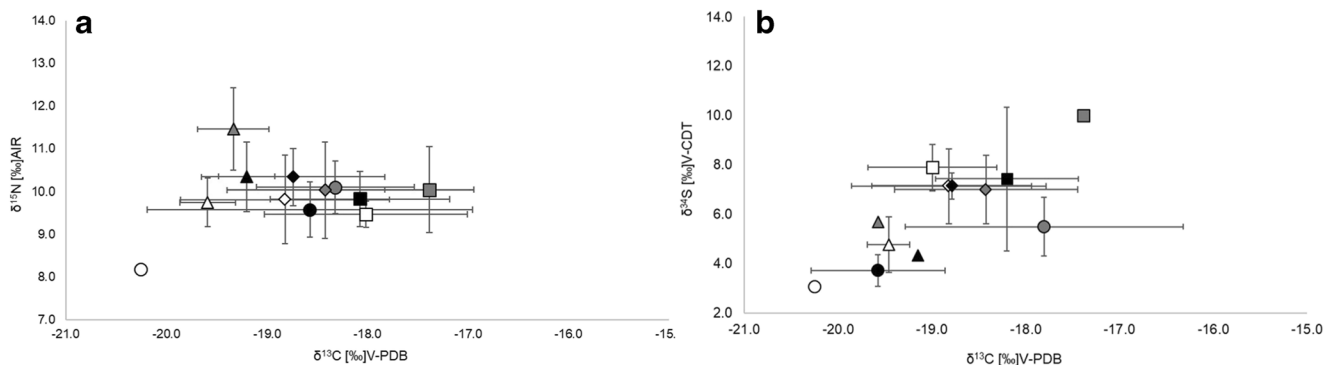 a
14.0
13.0
12.0
11.0
10.0
9.0
8.0
7.0
δ¹⁵N [‰]AIR
-21.0 -20.0 -19.0 -18.0 -17.0 -16.0 -15.
δ¹³C [‰]V-PDB
b
14.0
12.0
10.0
8.0
6.0
4.0
2.0
δ³⁴S [‰]V-CDT
-21.0 -20.0 -19.0 -18.0 -17.0 -16.0 -15.0
δ¹³C [‰]V-PDB